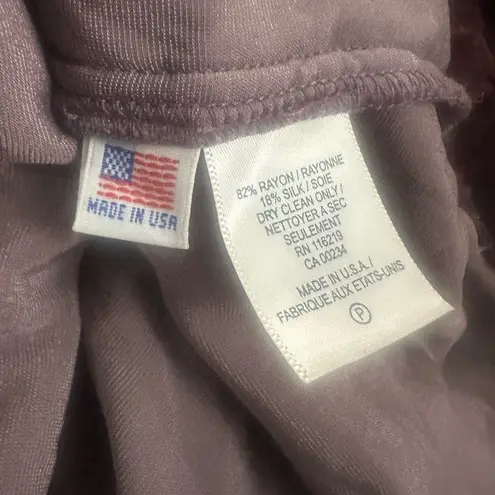 MADE IN USA
82% RAYON / RAYONNE
18% SILK / SOIE
DRY CLEAN ONLY /
NETTOYER A SEC
SEULEMENT
RN 116219
CA 00234
MADE IN U.S.A. /
FABRIQUE AUX ETATS-UNIS
P